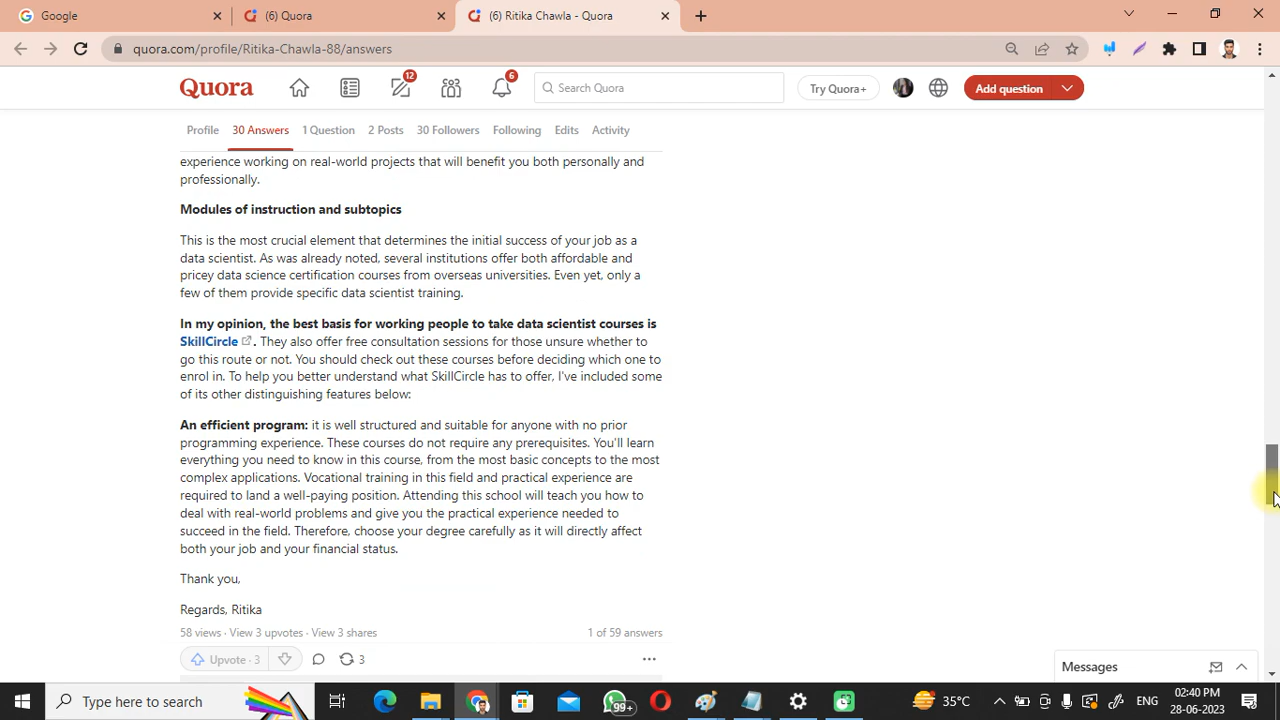 Google
(6) Quora
Ritika Chawla - Quora
quora.com/profile/Ritika-Chawla-88/answers
Quora
12
6
Search Quora
Try Quora+
Add question
Profile
30 Answers
1 Question
2 Posts
30 Followers
Following
Edits
Activity
experience working on real-world projects that will benefit you both personally and
professionally.
Modules of instruction and subtopics
This is the most crucial element that determines the initial success of your job as a
data scientist. As was already noted, several institutions offer both affordable and
pricey data science certification courses from overseas universities. Even yet, only a
few of them provide specific data scientist training.
In my opinion, the best basis for working people to take data scientist courses is
SkillCircle. They also offer free consultation sessions for those unsure whether to
go this route or not. You should check out these courses before deciding which one to
enrol in. To help you better understand what SkillCircle has to offer, I've included some
of its other distinguishing features below:
An efficient program: it is well structured and suitable for anyone with no prior
programming experience. These courses do not require any prerequisites. You'll learn
everything you need to know in this course, from the most basic concepts to the most
complex applications. Vocational training in this field and practical experience are
required to land a well-paying position. Attending this school will teach you how to
deal with real-world problems and give you the practical experience needed to
succeed in the field. Therefore, choose your degree carefully as it will directly affect
both your job and your financial status.
Thank you,
Regards, Ritika
58 views · View 3 upvotes · View 3 shares
1 of 59 answers
Upvote · 3
3
Messages
Type here to search
99+
35°C
ENG
02:40 PM
28-06-2023